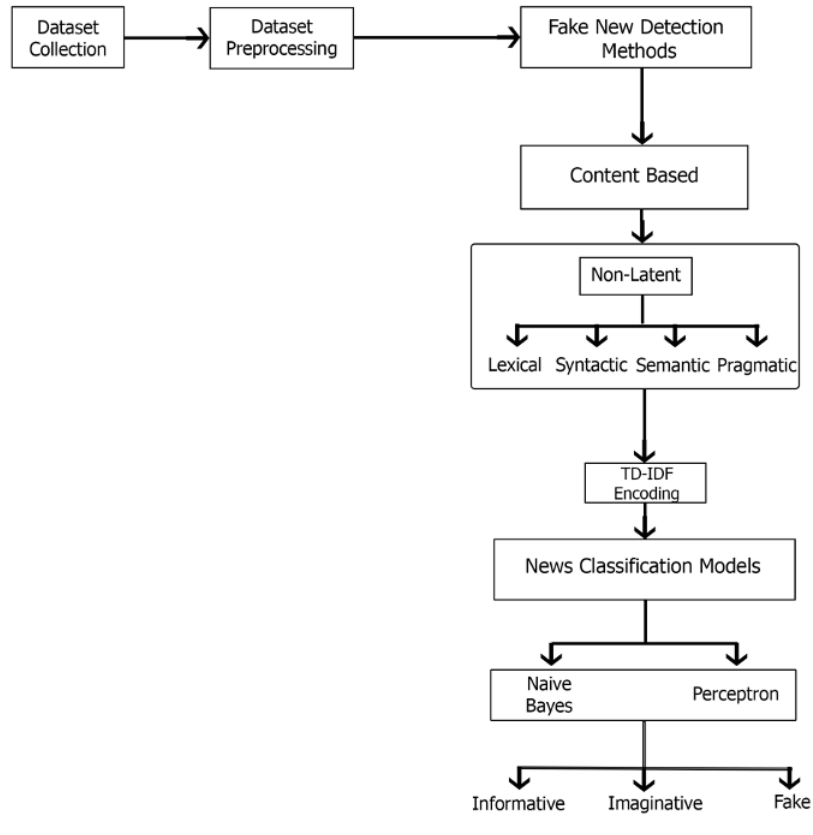 Dataset
Collection
Dataset
Preprocessing
Fake New Detection
Methods
Content Based
Non-Latent
Lexical Syntactic Semantic Pragmatic
TD-IDF
Encoding
News Classification Models
Naive
Bayes
Perceptron
Informative Imaginative Fake